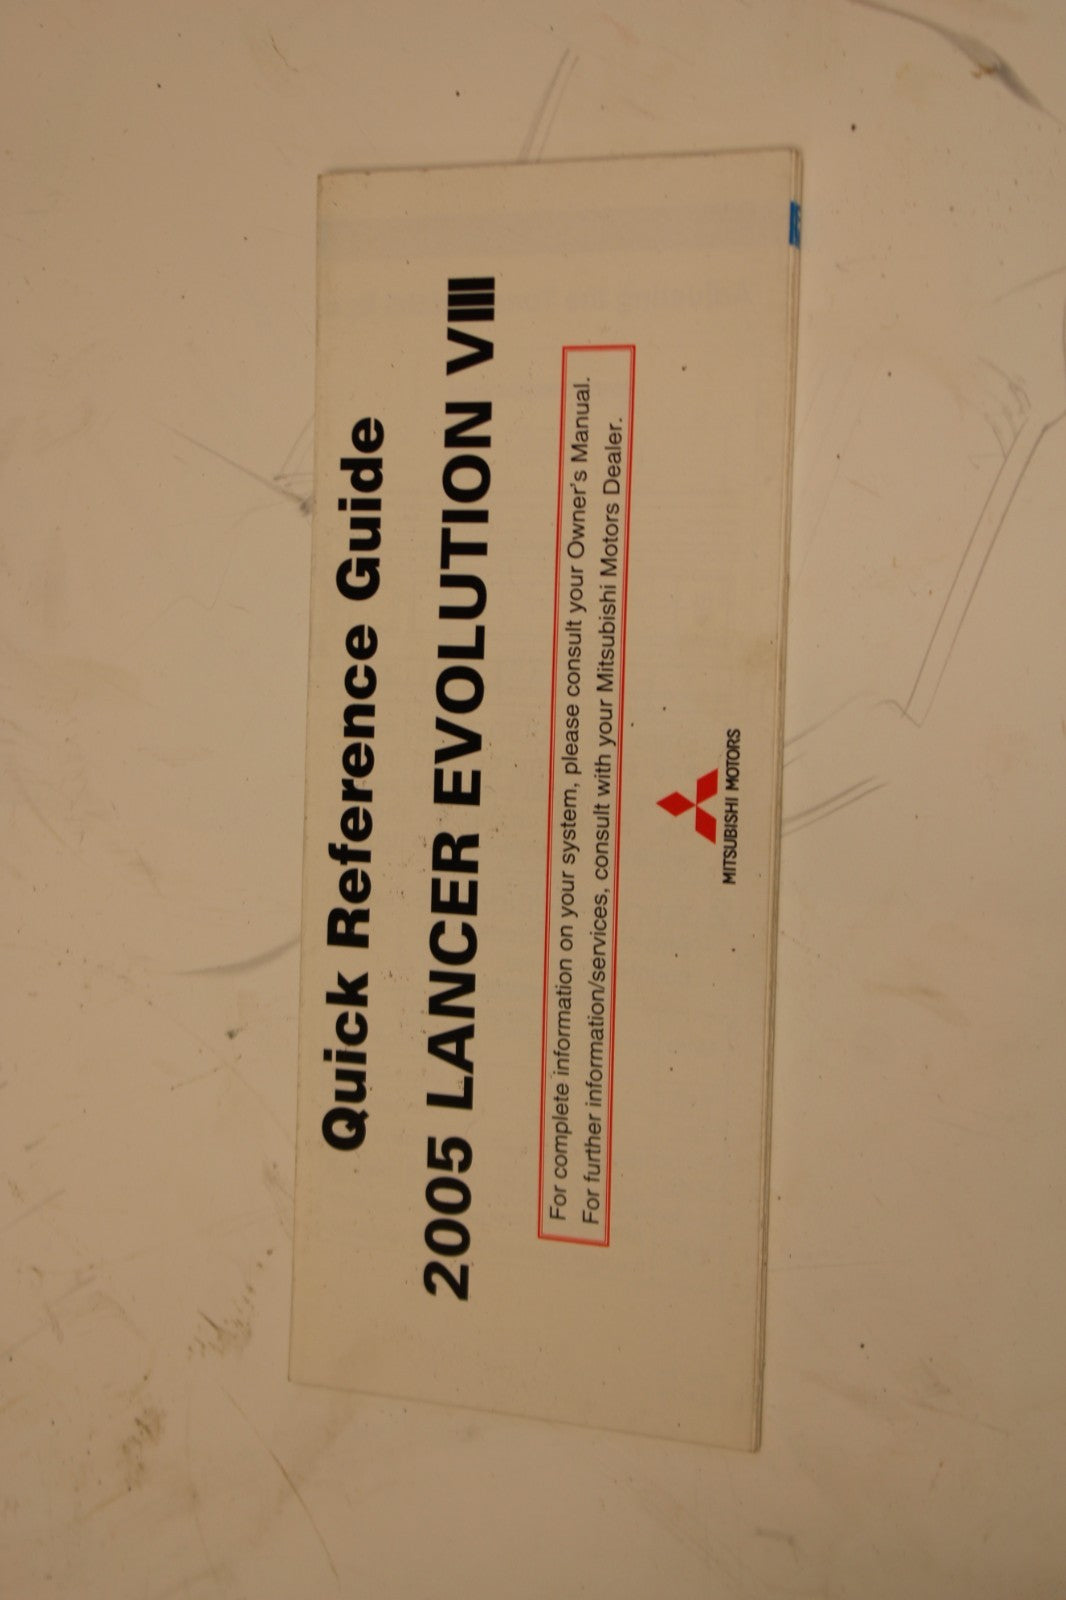 Quick Reference Guide
2005 LANCER EVOLUTION VIII
For complete information on your system, please consult your Owner's Manual.
For further information/services, consult with your Mitsubishi Motors Dealer.
MITSUBISHI MOTORS